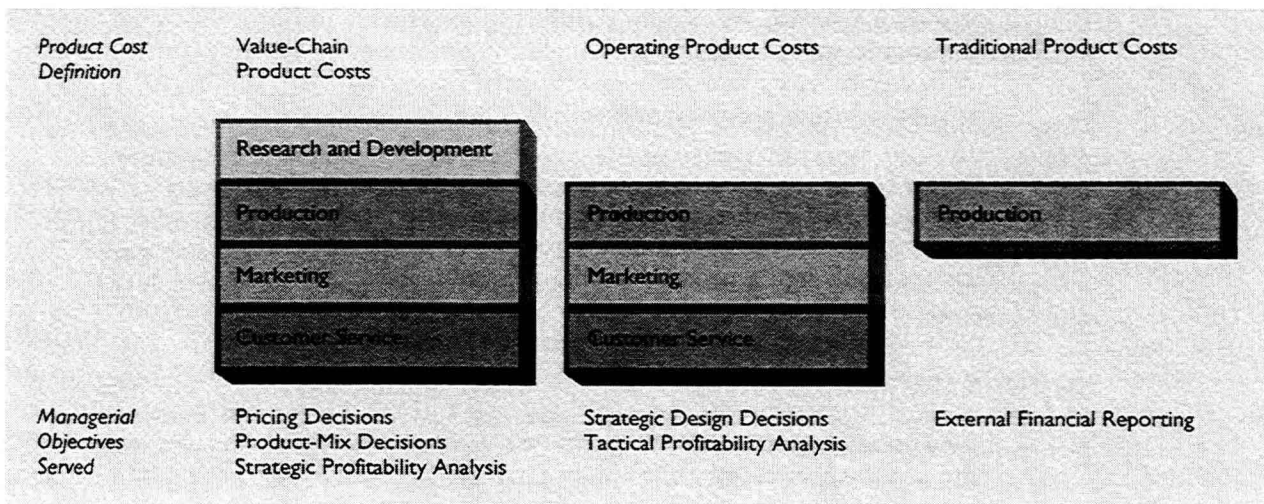 Product Cost
Definition
Value-Chain
Product Costs
Operating Product Costs
Traditional Product Costs
Research and Development
Production
Marketing
Customer Service
Production
Marketing
Customer Service
Production
Managerial
Objectives
Served
Pricing Decisions
Product-Mix Decisions
Strategic Profitability Analysis
Strategic Design Decisions
Tactical Profitability Analysis
External Financial Reporting